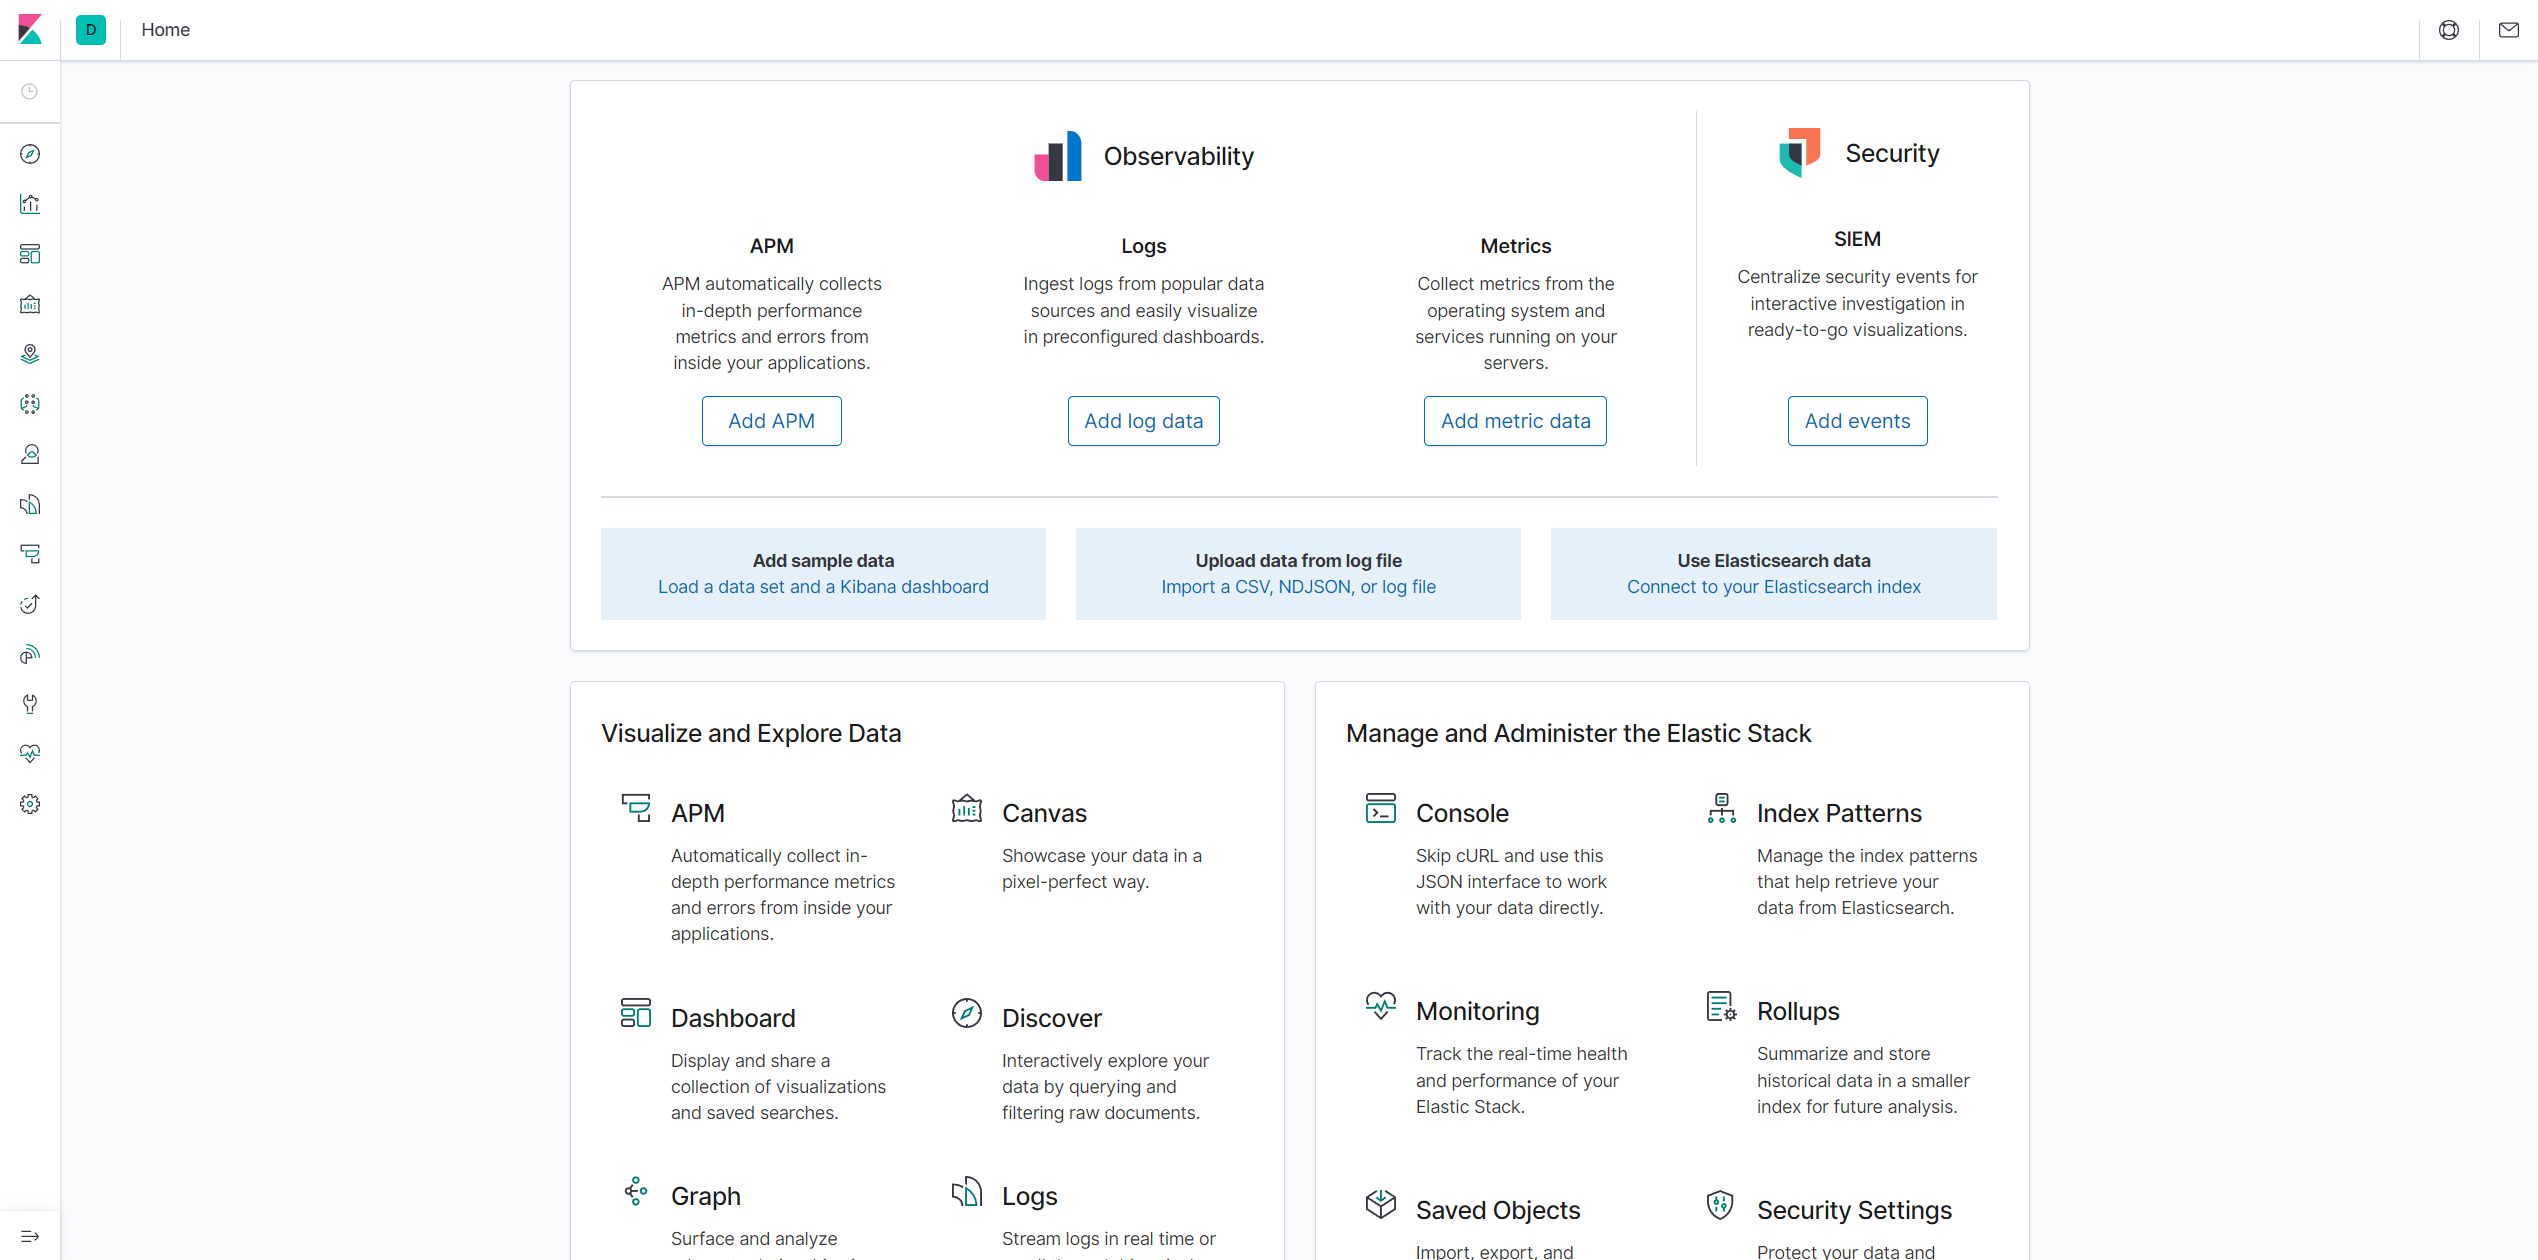 D
Home
Observability
Security
APM
APM automatically collects
in-depth performance
metrics and errors from
inside your applications.
Add APM
Logs
Ingest logs from popular data
sources and easily visualize
in preconfigured dashboards.
Add log data
Metrics
Collect metrics from the
operating system and
services running on your
servers.
Add metric data
SIEM
Centralize security events for
interactive investigation in
ready-to-go visualizations.
Add events
Add sample data
Load a data set and a Kibana dashboard
Upload data from log file
Import a CSV, NDJSON, or log file
Use Elasticsearch data
Connect to your Elasticsearch index
Visualize and Explore Data
APM
Automatically collect in-
depth performance metrics
and errors from inside your
applications.
Canvas
Showcase your data in a
pixel-perfect way.
Dashboard
Display and share a
collection of visualizations
and saved searches.
Discover
Interactively explore your
data by querying and
filtering raw documents.
Graph
Surface and analyze
Logs
Stream logs in real time or
Manage and Administer the Elastic Stack
Console
Skip cURL and use this
JSON interface to work
with your data directly.
Index Patterns
Manage the index patterns
that help retrieve your
data from Elasticsearch.
Monitoring
Track the real-time health
and performance of your
Elastic Stack.
Rollups
Summarize and store
historical data in a smaller
index for future analysis.
Saved Objects
Import, export, and
Security Settings
Protect your data and